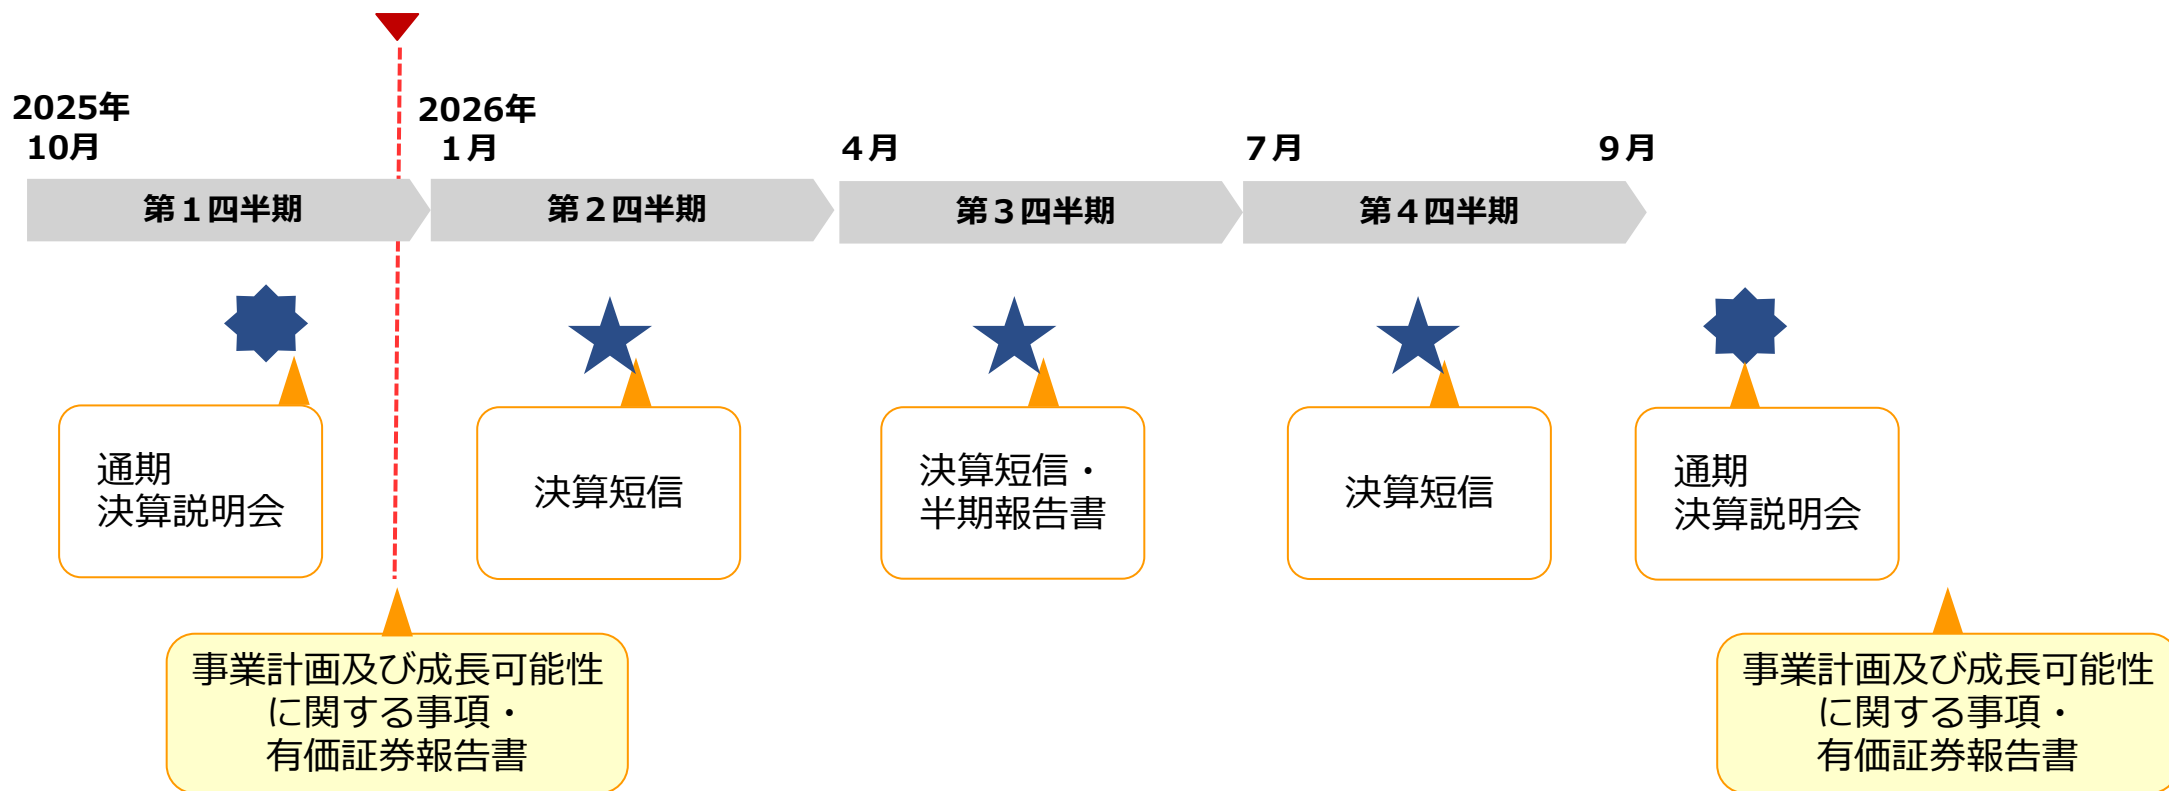 2025年
10月
2026年
１月
４月
７月
９月
第１四半期
第２四半期
第３四半期
第４四半期
通期
決算説明会
決算短信
決算短信・
半期報告書
決算短信
通期
決算説明会
事業計画及び成長可能性
に関する事項・
有価証券報告書
事業計画及び成長可能性
に関する事項・
有価証券報告書